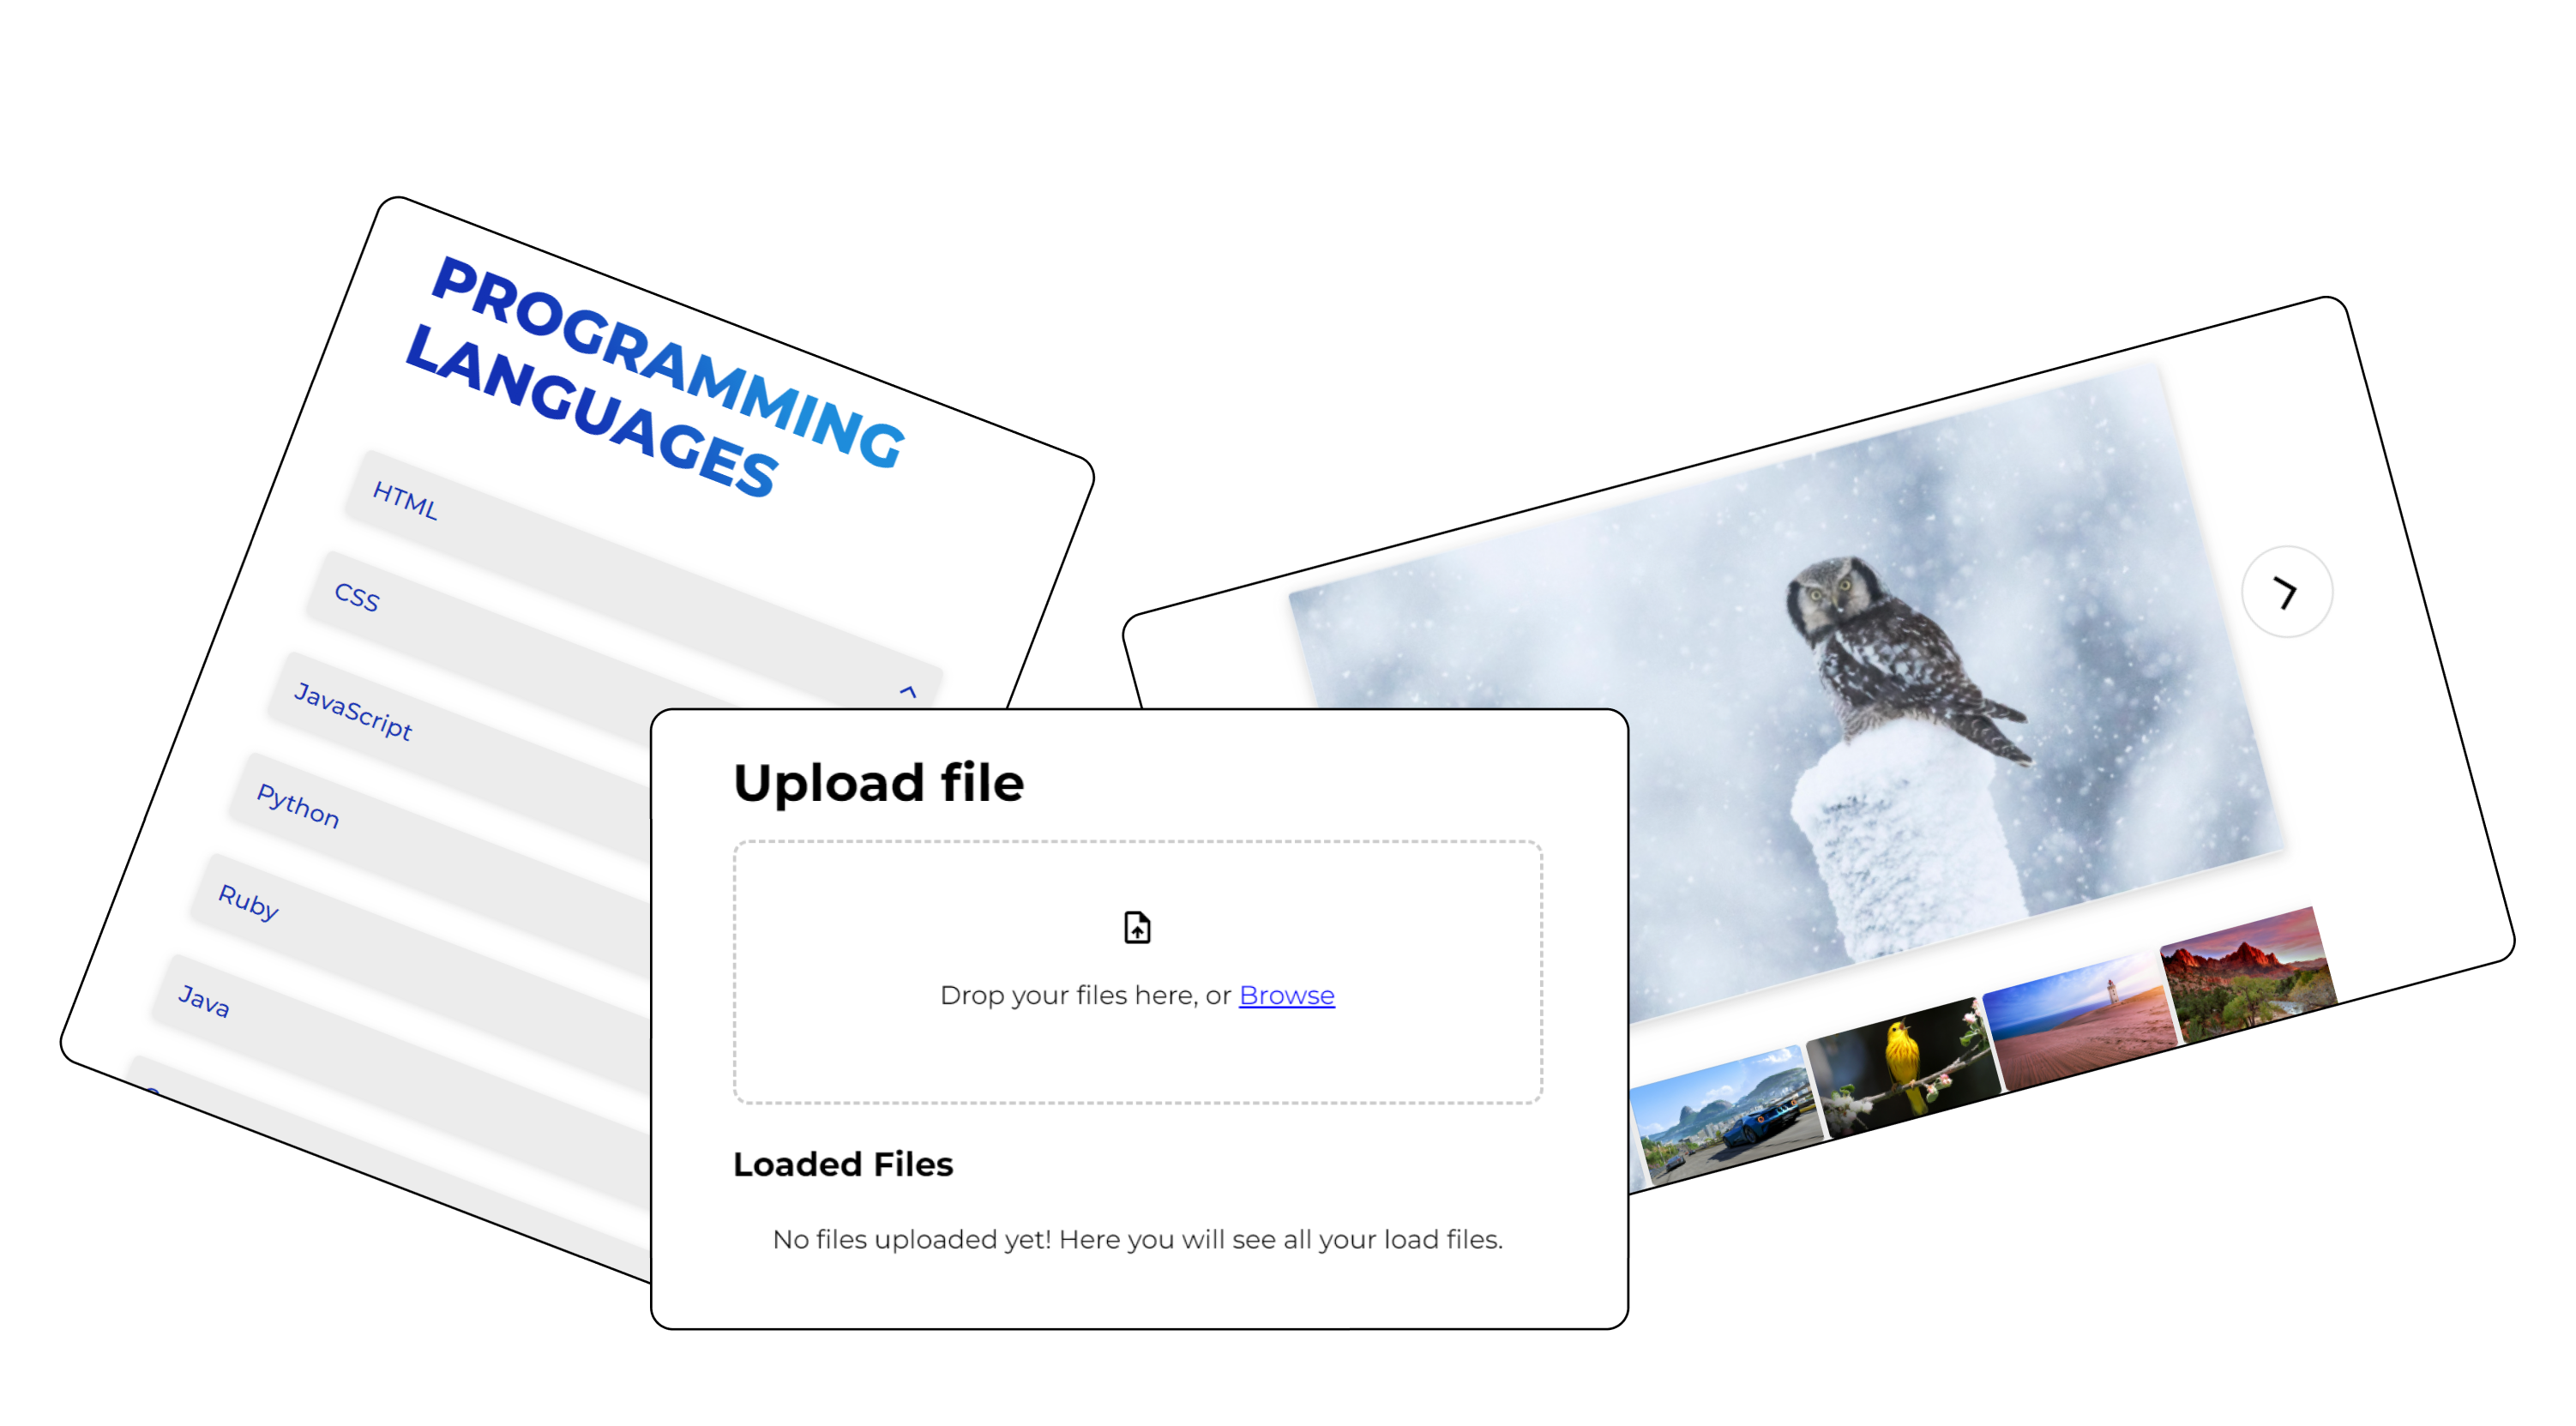 PROGRAMMING
LANGUAGES
HTML
CSS
JavaScript
Python
Ruby
Java
Upload file
Drop your files here, or Browse
Loaded Files
No files uploaded yet! Here you will see all your load files.